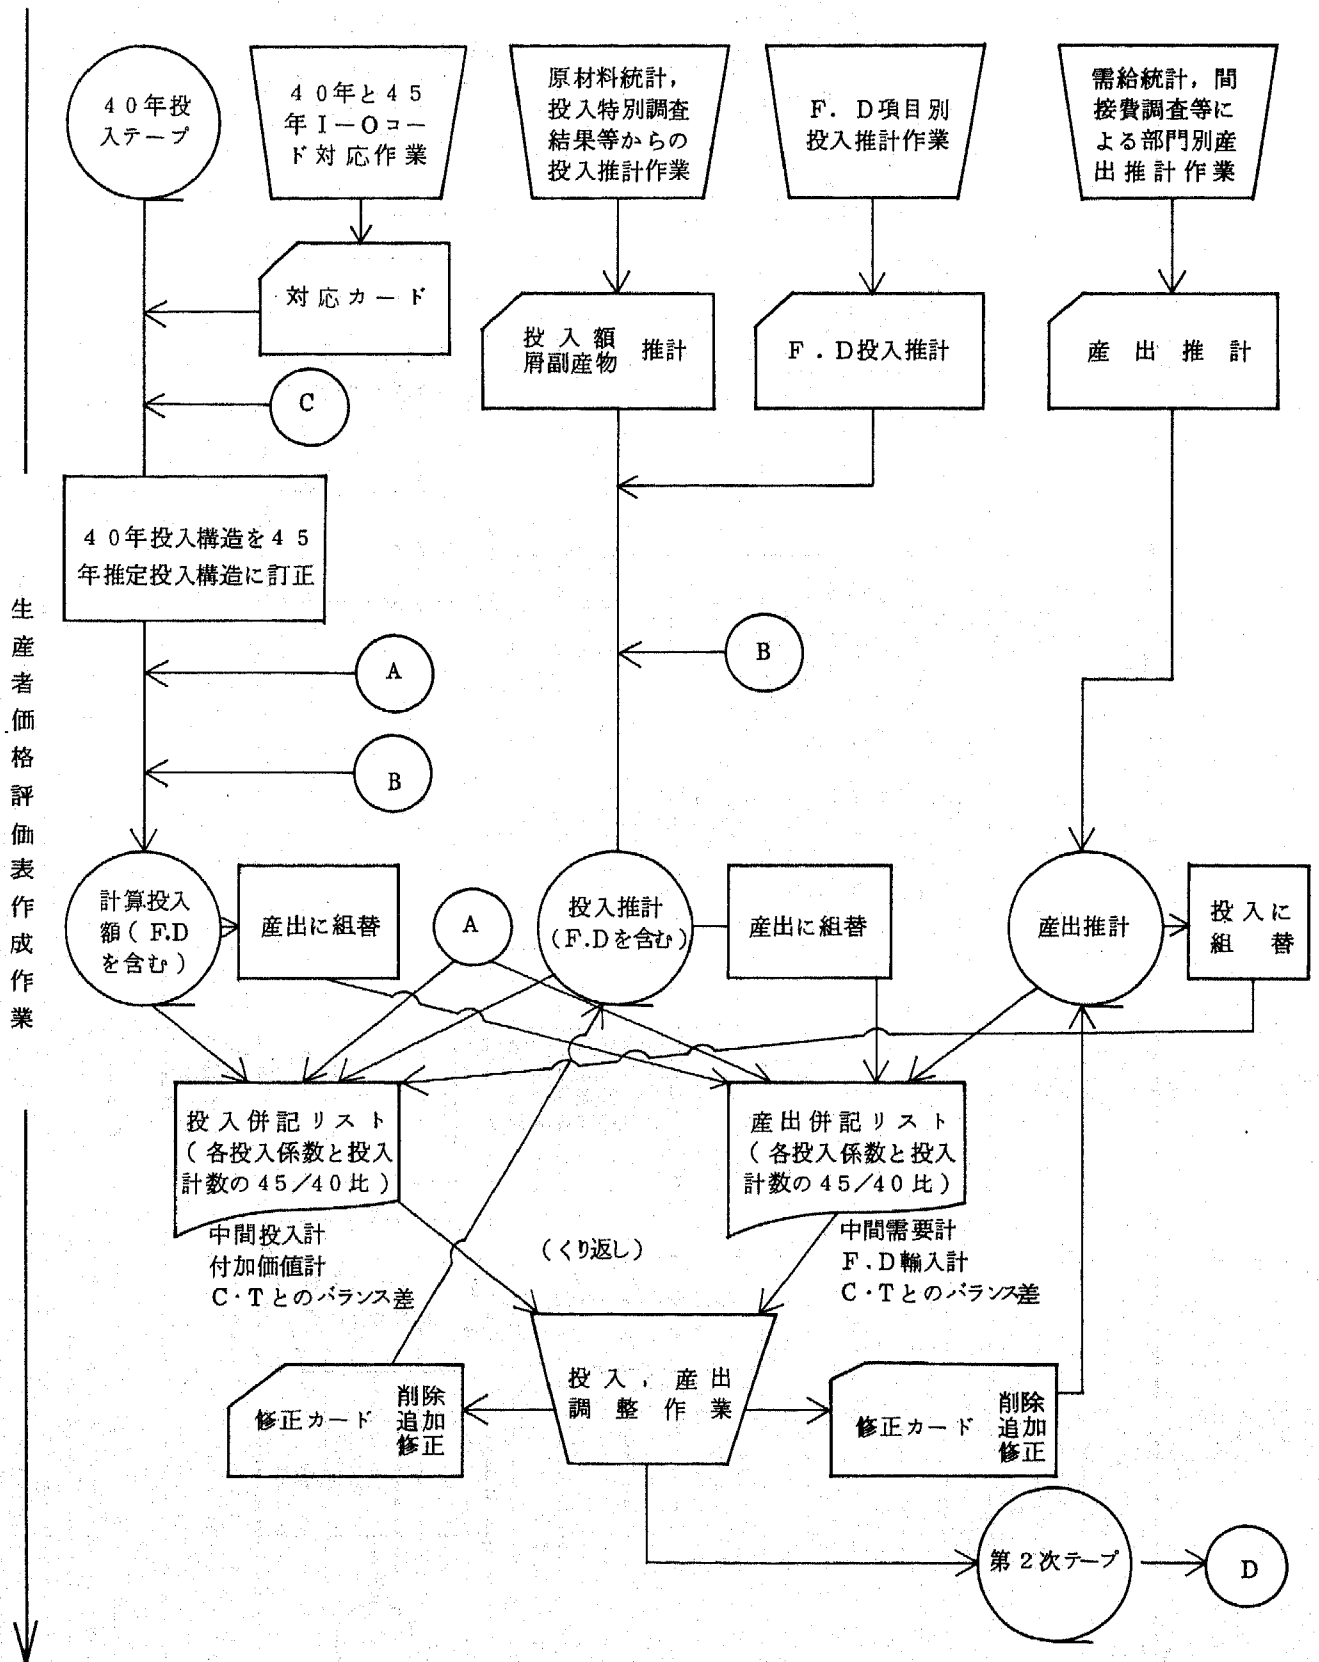 40年投
入テープ
40年と45
年I－Oコー
ド対応作業
原材料統計，
投入特別調査
結果等からの
投入推計作業
F．D項目別
投入推計作業
需給統計，間
接費調査等に
よる部門別産
出推計作業
対応カード
投入額
屑副産物 推計
F．D投入推計
産出推計
C
40年投入構造を45
年推定投入構造に訂正
A
B
B
生産者価格評価表作成作業
計算投入
額（F.D
を含む）
産出に組替
A
投入推計
（F.Dを含む）
産出に組替
産出推計
投入に
組替
投入併記リスト
（各投入係数と投入
計数の45／40比）
中間投入計
付加価値計
C・Tとのバランス差
産出併記リスト
（各投入係数と投入
計数の45／40比）
中間需要計
F．D輸入計
C・Tとのバランス差
（くり返し）
投入，産出
調整作業
修正カード 削除
追加
修正
修正カード 削除
追加
修正
第2次テープ
D